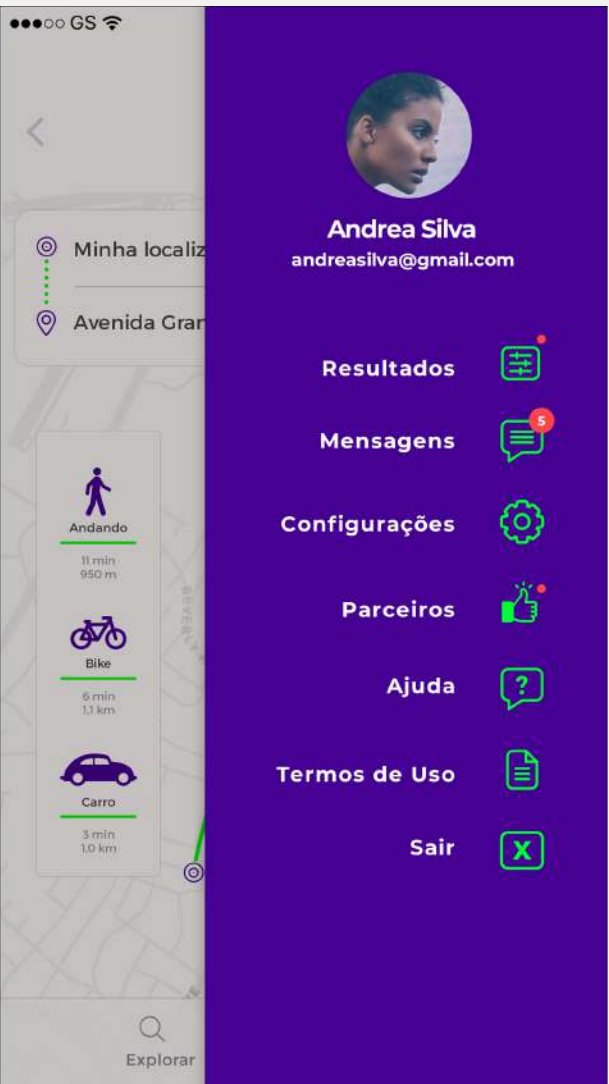 GS
Andrea Silva
andreasilva@gmail.com
Minha localiz
Avenida Gran
Resultados
Mensagens
5
Configurações
Parceiros
Ajuda
?
Termos de Uso
Sair
X
Andando
11 min
950 m
Bike
6 min
1,1 km
Carro
3 min
1,0 km
Explorar